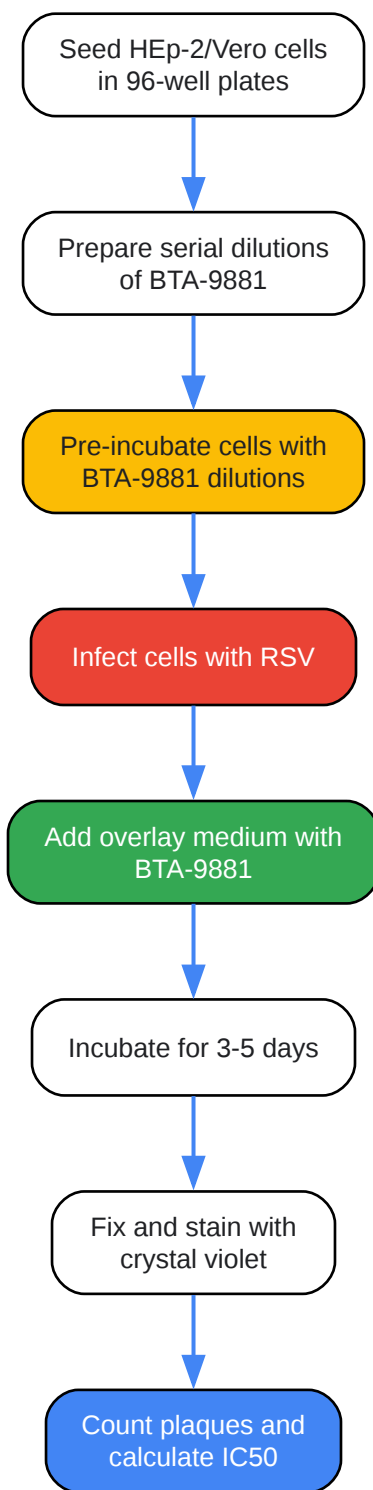 Seed HEp-2/Vero cells
in 96-well plates
Prepare serial dilutions
of BTA-9881
Pre-incubate cells with
BTA-9881 dilutions
Infect cells with RSV
Add overlay medium with
BTA-9881
Incubate for 3-5 days
Fix and stain with
crystal violet
Count plaques and
calculate IC50